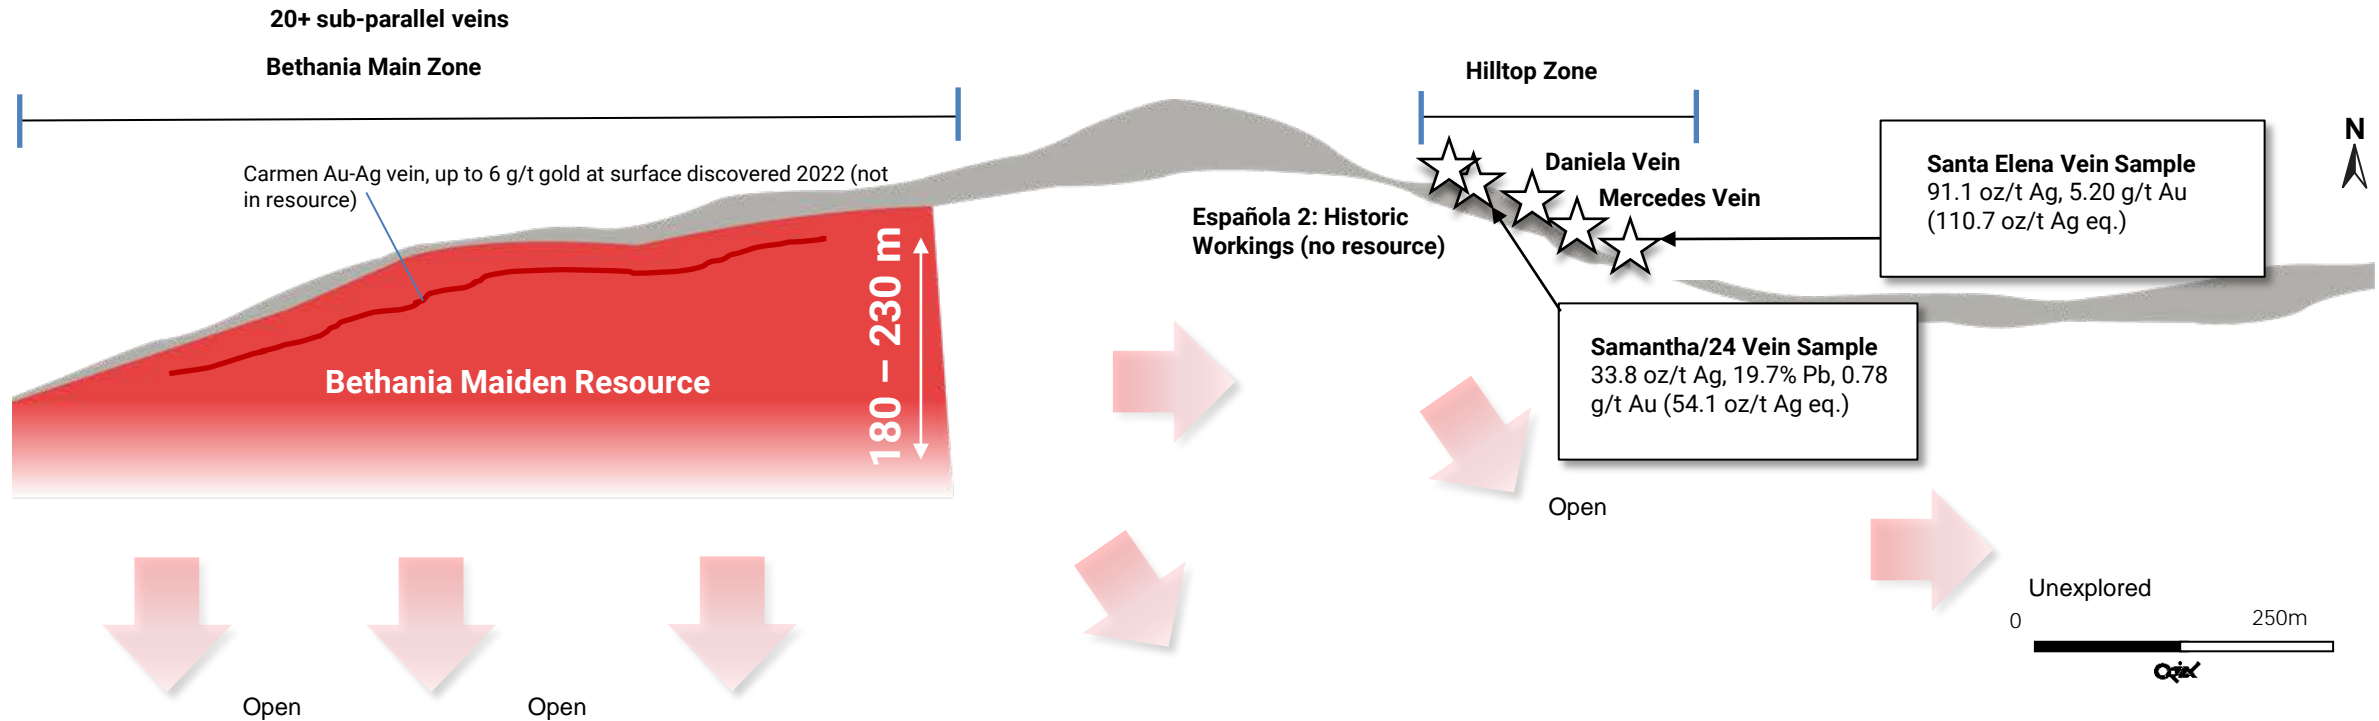 20+ sub-parallel veins
Bethania Main Zone
Hilltop Zone
Carmen Au-Ag vein, up to 6 g/t gold at surface discovered 2022 (not
in resource)
Daniela Vein
Mercedes Vein
Española 2: Historic
Workings (no resource)
Santa Elena Vein Sample
91.1 oz/t Ag, 5.20 g/t Au
(110.7 oz/t Ag eq.)
N
180 – 230 m
Bethania Maiden Resource
Samantha/24 Vein Sample
33.8 oz/t Ag, 19.7% Pb, 0.78
g/t Au (54.1 oz/t Ag eq.)
Open
Unexplored
0 250m
Open
Open